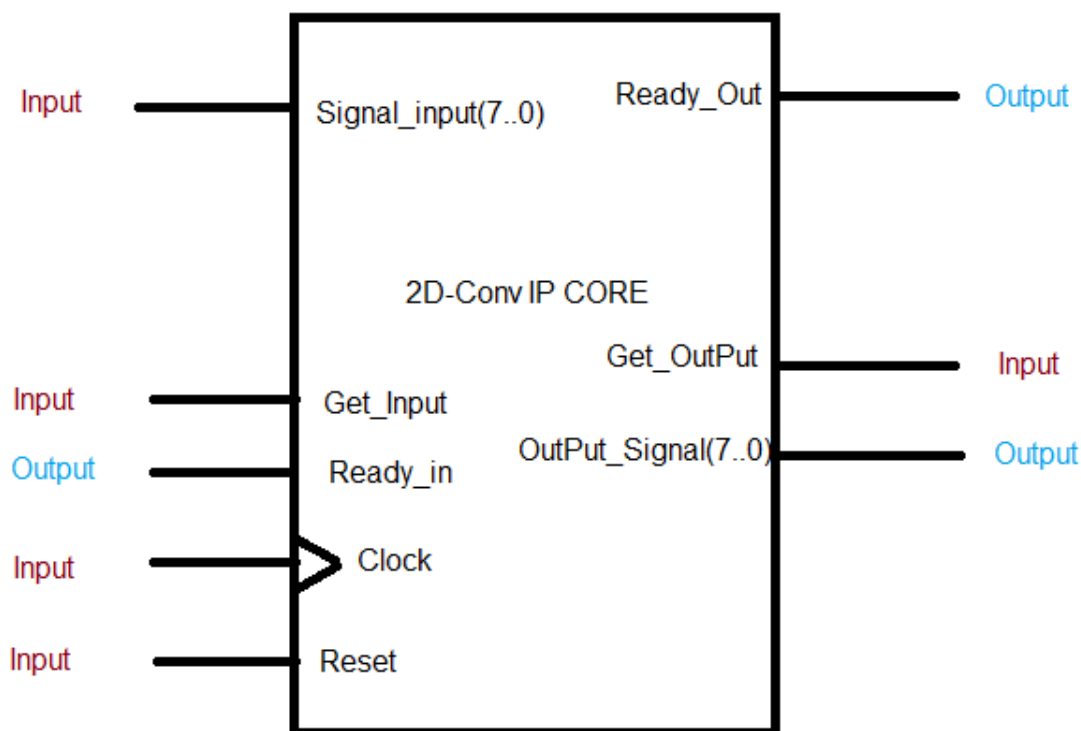 Input
Signal_input(7..0)
Ready_Out
Output
2D-Conv IP CORE
Get_OutPut
Input
Input
Get_Input
OutPut_Signal(7..0)
Output
Output
Ready_in
Input
Clock
Input
Reset